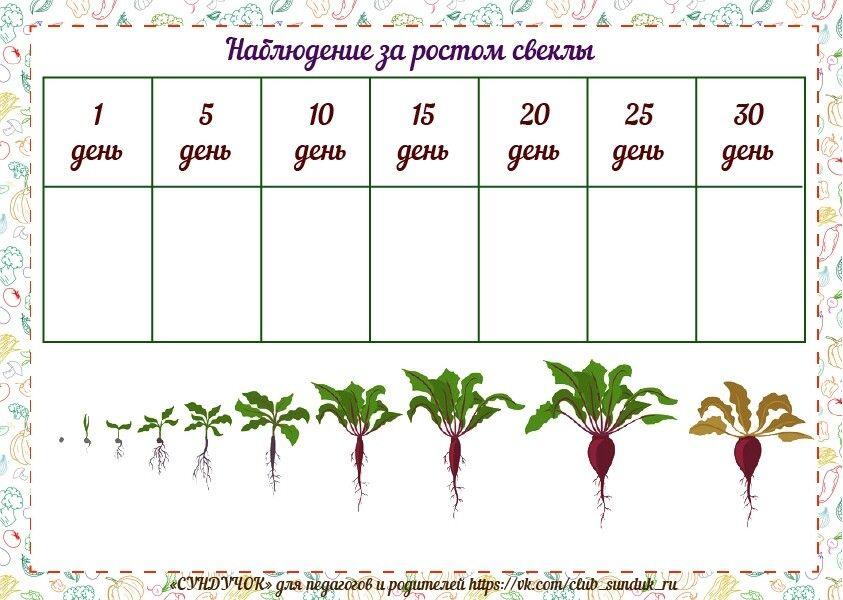 Наблюдение за ростом свеклы
1 день
5 день
10 день
15 день
20 день
25 день
30 день
«СУНДУЧОК» для педагогов и родителей https://vk.com/club_sunduk_ru